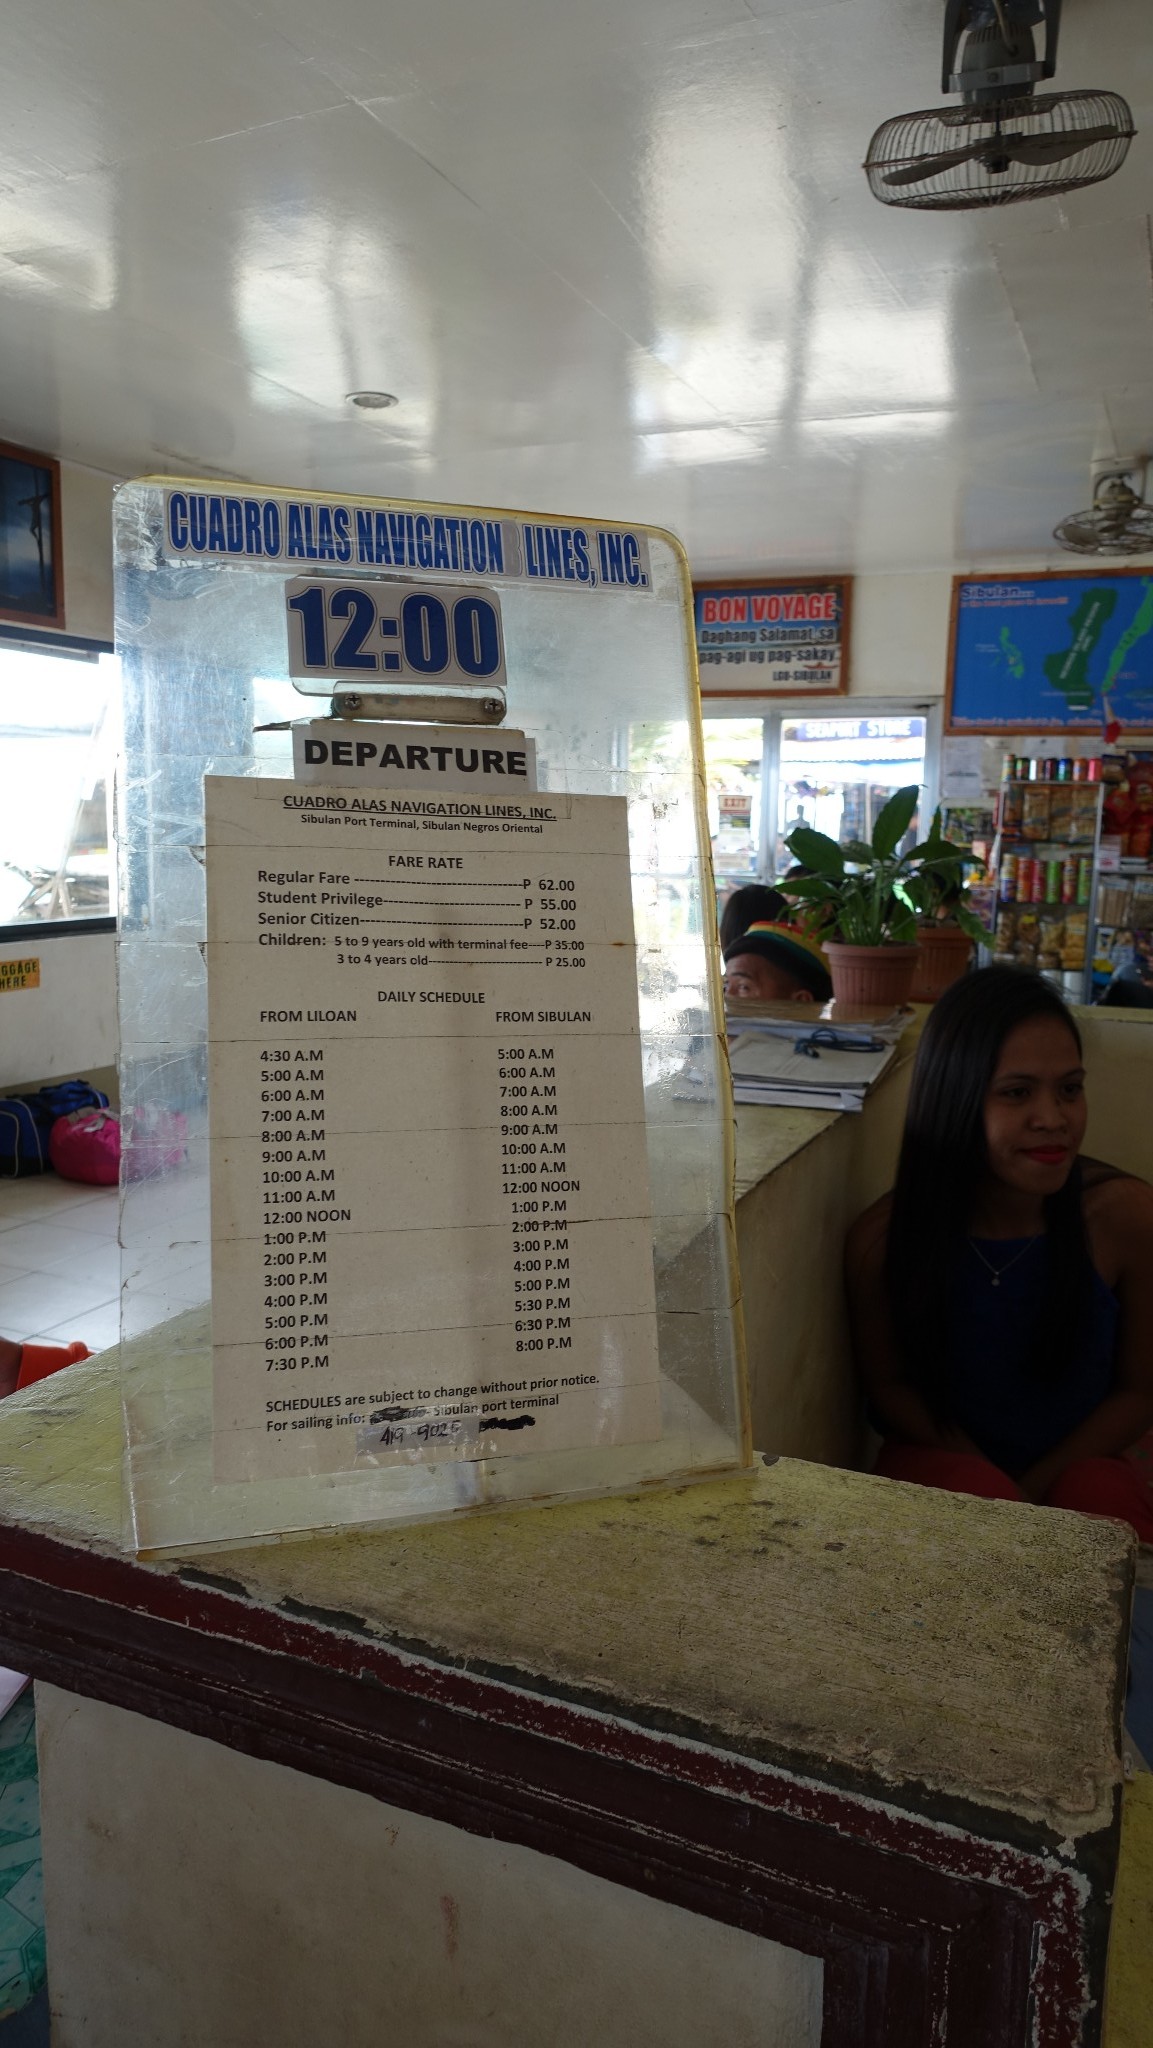 CUADRO ALAS NAVIGATION LINES, INC.
12:00
DEPARTURE
CUADRO ALAS NAVIGATION LINES, INC.
Sibulan Port Terminal, Sibulan Negros Oriental
FARE RATE
Regular Fare ---------------------------------P 62.00
Student Privilege--------------------------- P 55.00
Senior Citizen--------------------------------P 52.00
Children: 5 to 9 years old with terminal fee----P 35.00
3 to 4 years old---------------------------- P 25.00
DAILY SCHEDULE
FROM LILOAN FROM SIBULAN
4:30 A.M 5:00 A.M
5:00 A.M 6:00 A.M
6:00 A.M 7:00 A.M
7:00 A.M 8:00 A.M
8:00 A.M 9:00 A.M
9:00 A.M 10:00 A.M
10:00 A.M 11:00 A.M
11:00 A.M 12:00 NOON
12:00 NOON 1:00 P.M
1:00 P.M 2:00 P.M
2:00 P.M 3:00 P.M
3:00 P.M 4:00 P.M
4:00 P.M 5:00 P.M
5:00 P.M 5:30 P.M
6:00 P.M 6:30 P.M
7:30 P.M 8:00 P.M
SCHEDULES are subject to change without prior notice.
For sailing info: - Sibulan port terminal
419-9025
BON VOYAGE
Daghang Salamat sa
pag-agi ug pag-sakay
LGU-SIBULAN
Sibulan...
EXIT
SEAPORT STORE
HERE